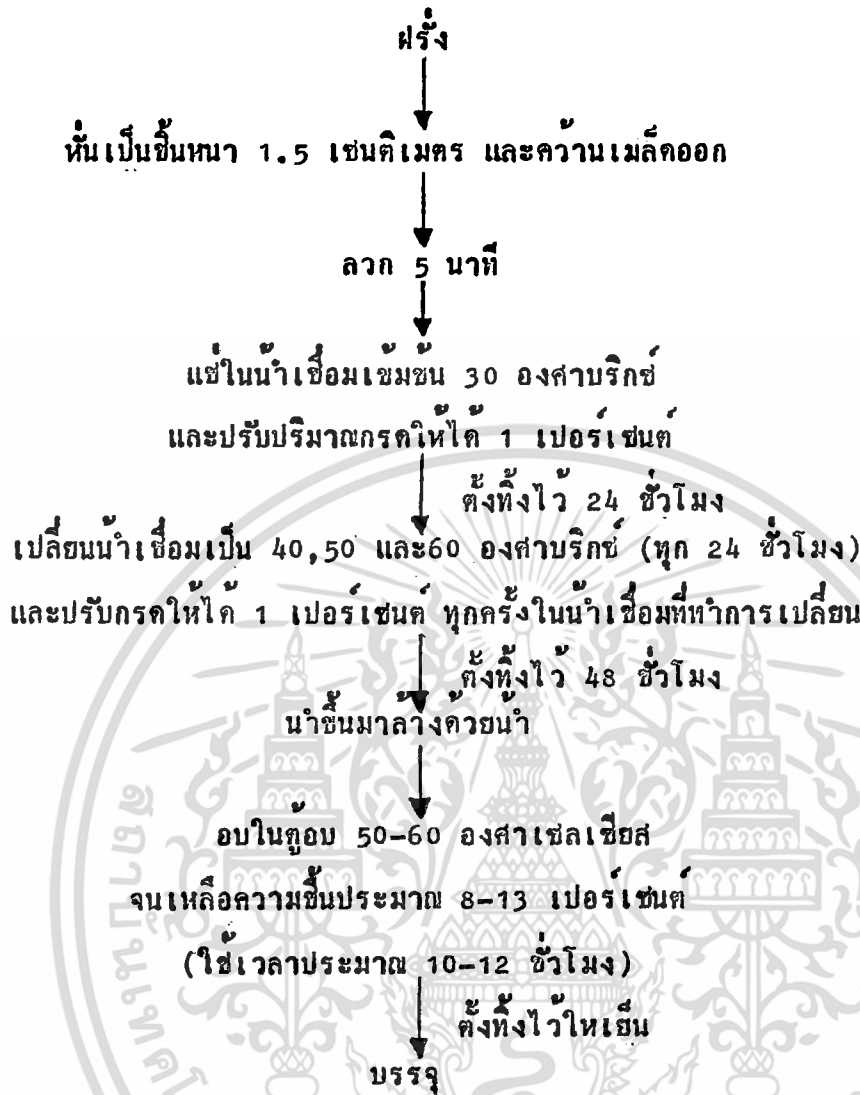 ฝรั่ง
หั่นเป็นชิ้นหนา 1.5 เซนติเมตร และคว้านเมล็ดออก
ลวก 5 นาที
แช่ในน้ำเชื่อมเข้มข้น 30 องศาบริกซ์
และปรับปริมาณกรดให้ได้ 1 เปอร์เซนต์
ตั้งทิ้งไว้ 24 ชั่วโมง
เปลี่ยนน้ำเชื่อมเป็น 40,50 และ60 องศาบริกซ์ (ทุก 24 ชั่วโมง)
และปรับกรดให้ได้ 1 เปอร์เซนต์ ทุกครั้งในน้ำเชื่อมที่ทำการเปลี่ยน
ตั้งทิ้งไว้ 48 ชั่วโมง
นำขึ้นมาล้างด้วยน้ำ
อบในตู้อบ 50-60 องศาเซลเซียส
จนเหลือความชื้นประมาณ 8-13 เปอร์เซนต์
(ใช้เวลาประมาณ 10-12 ชั่วโมง)
ตั้งทิ้งไว้ใหเย็น
บรรจุ
สถาบันเทคโ